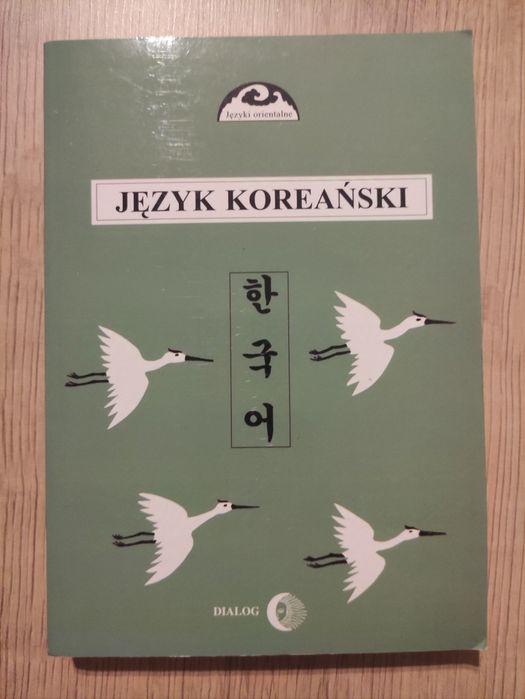 Języki orientalne
JĘZYK KOREAŃSKI
한
국
어
DIALOG